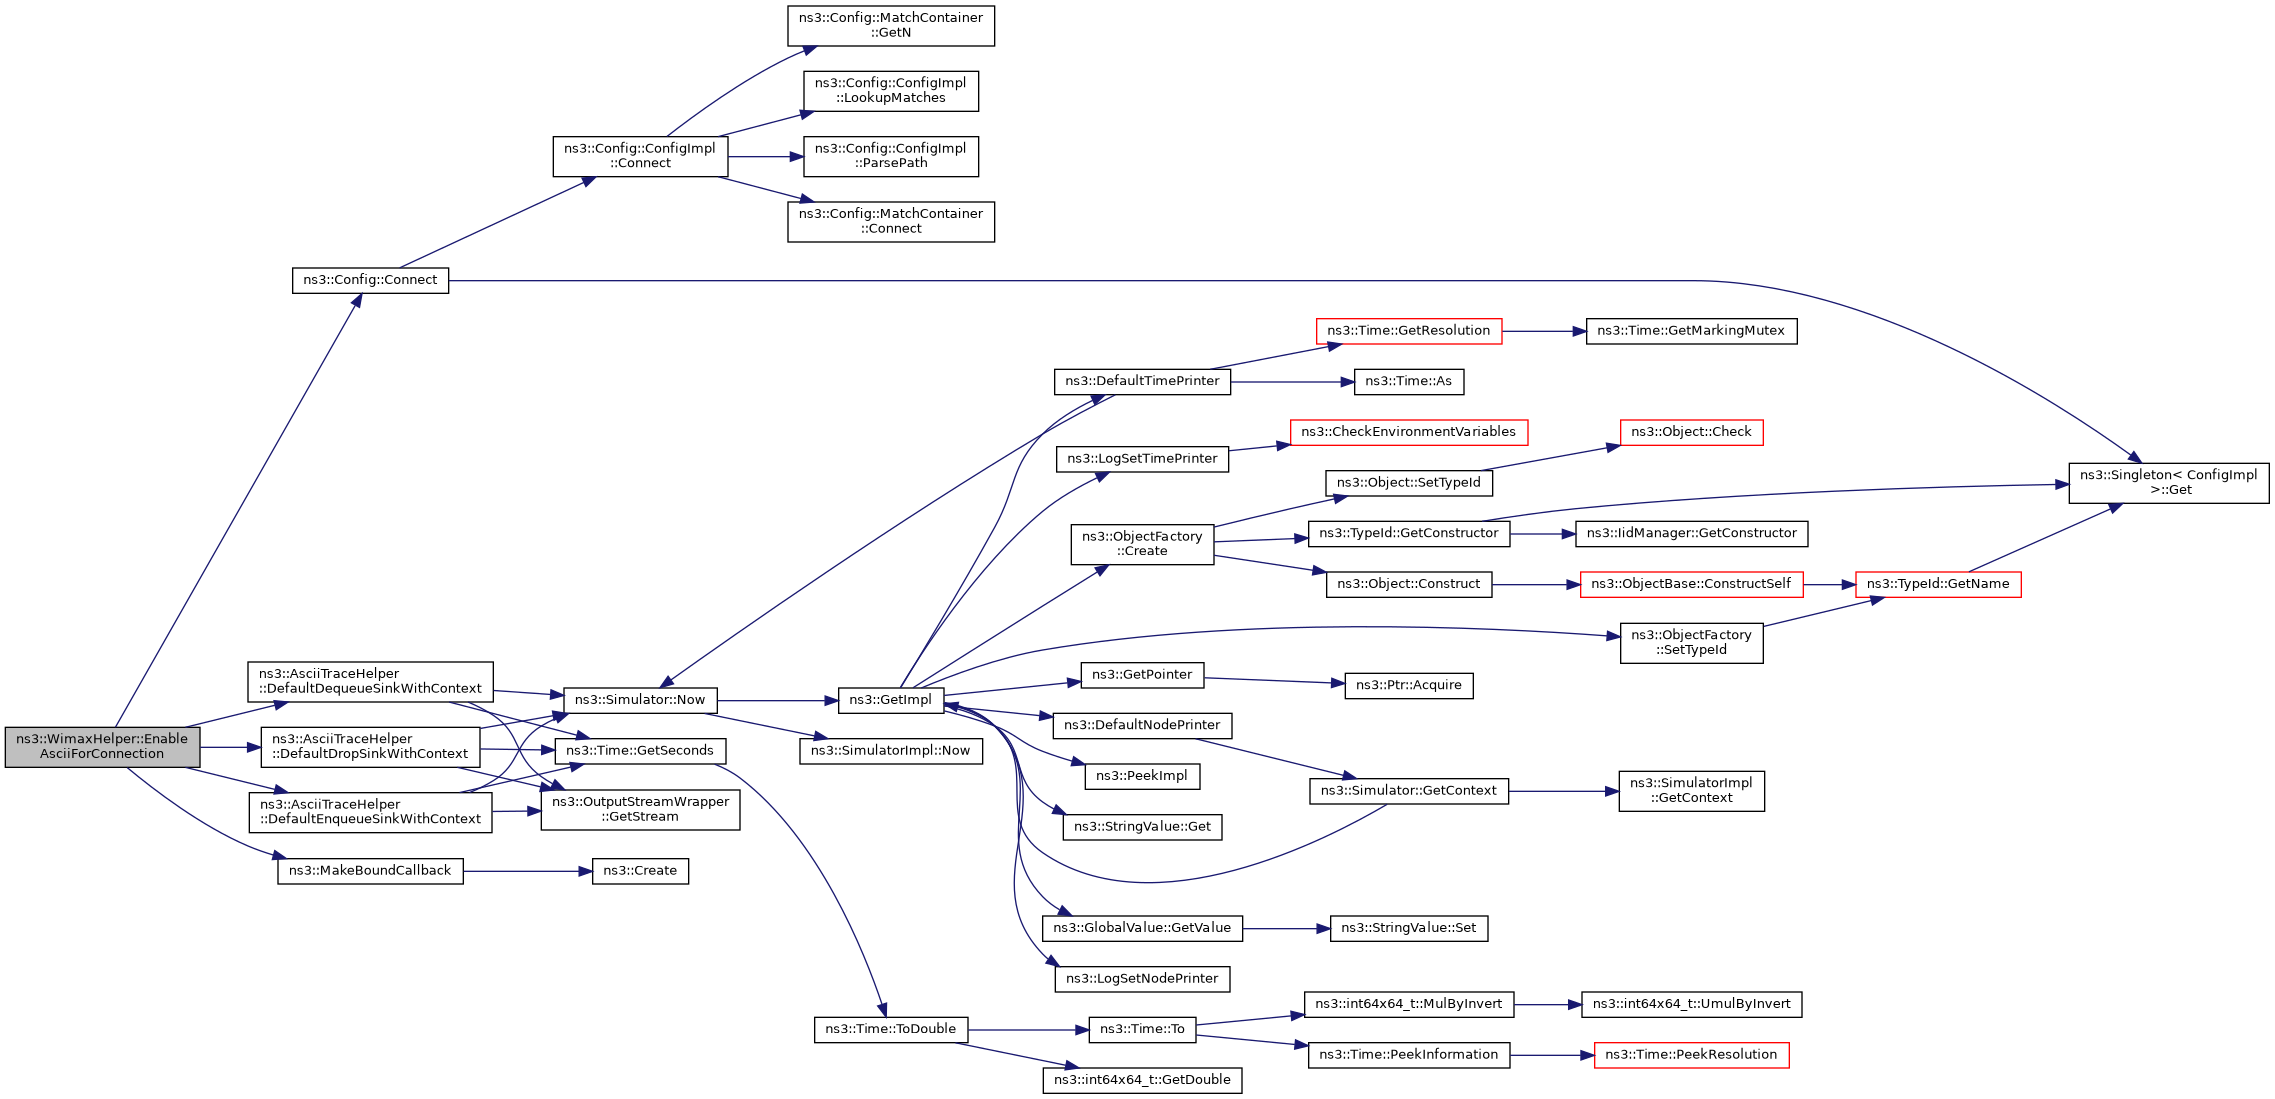 ns3::Config::MatchContainer
::GetN
ns3::Config::ConfigImpl
::LookupMatches
ns3::Config::ConfigImpl
::Connect
ns3::Config::ConfigImpl
::ParsePath
ns3::Config::MatchContainer
::Connect
ns3::Config::Connect
ns3::Time::GetResolution
ns3::Time::GetMarkingMutex
ns3::DefaultTimePrinter
ns3::Time::As
ns3::CheckEnvironmentVariables
ns3::Object::Check
ns3::LogSetTimePrinter
ns3::Object::SetTypeId
ns3::Singleton< ConfigImpl
>::Get
ns3::ObjectFactory
::Create
ns3::TypeId::GetConstructor
ns3::IidManager::GetConstructor
ns3::Object::Construct
ns3::ObjectBase::ConstructSelf
ns3::TypeId::GetName
ns3::ObjectFactory
::SetTypeId
ns3::AsciiTraceHelper
::DefaultDequeueSinkWithContext
ns3::Simulator::Now
ns3::GetImpl
ns3::GetPointer
ns3::Ptr::Acquire
ns3::WimaxHelper::Enable
AsciiForConnection
ns3::AsciiTraceHelper
::DefaultDropSinkWithContext
ns3::Time::GetSeconds
ns3::SimulatorImpl::Now
ns3::DefaultNodePrinter
ns3::PeekImpl
ns3::Simulator::GetContext
ns3::SimulatorImpl
::GetContext
ns3::AsciiTraceHelper
::DefaultEnqueueSinkWithContext
ns3::OutputStreamWrapper
::GetStream
ns3::StringValue::Get
ns3::MakeBoundCallback
ns3::Create
ns3::GlobalValue::GetValue
ns3::StringValue::Set
ns3::LogSetNodePrinter
ns3::Time::ToDouble
ns3::Time::To
ns3::int64x64_t::MulByInvert
ns3::int64x64_t::UmulByInvert
ns3::Time::PeekInformation
ns3::Time::PeekResolution
ns3::int64x64_t::GetDouble